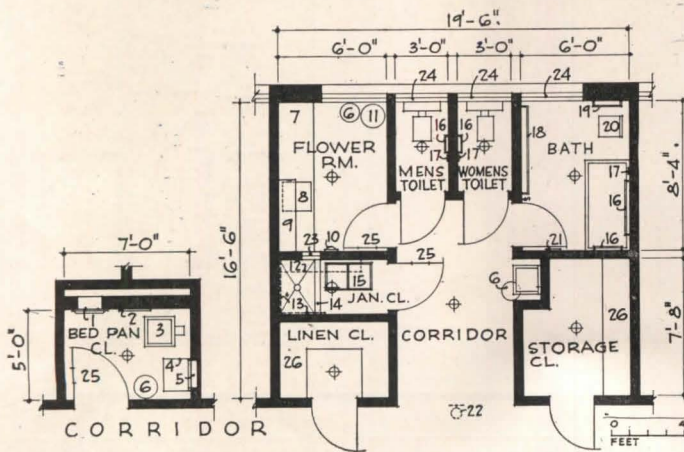 19'-6"
6'-0" 3'-0" 3'-0" 6'-0"
24 24
7 6 11 16 16 19 20
FLOWER RM.
17 17
18
BATH
MENS TOILET
WOMENS TOILET
8
9
17
16
8'-4"
16'-6"
23 10 25 25 21 16
12
13 14 15
JAN. CL.
6
LINEN CL.
26
CORRIDOR
STORAGE CL.
26
7'-8"
22
0 4
FEET
7'-0"
5'-0"
1 2
BED PAN CL.
3
4
5
25
6
CORRIDOR